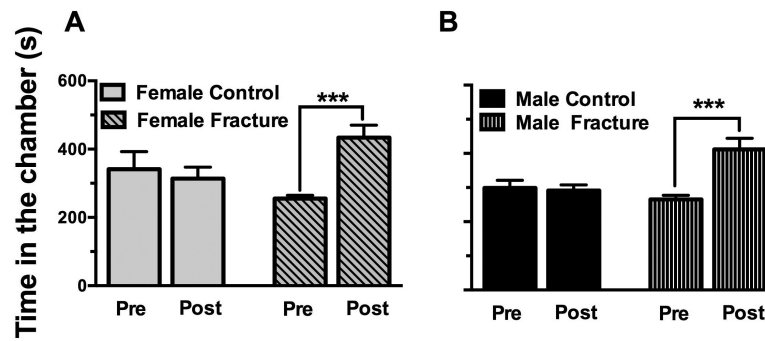 A
B
Time in the chamber (s)
600
400
200
0
Female Control
Female Fracture
***
Pre
Post
Pre
Post
Male Control
Male Fracture
***
Pre
Post
Pre
Post